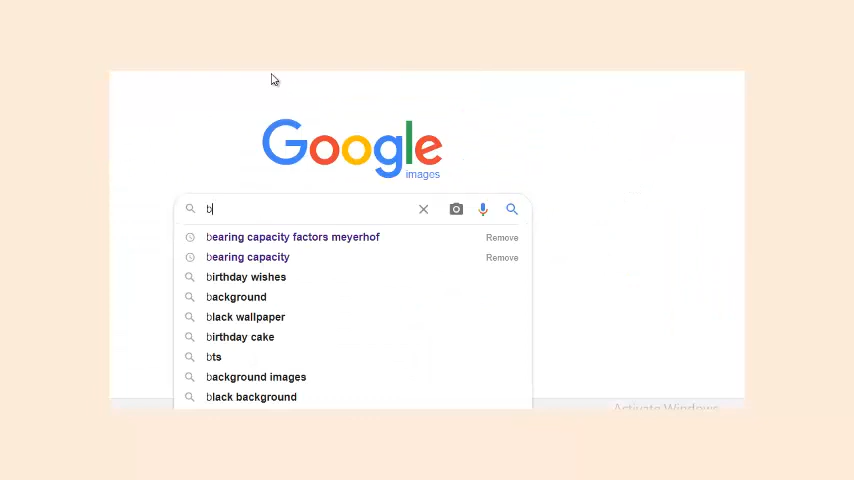 Google
images
b
bearing capacity factors meyerhof Remove
bearing capacity Remove
birthday wishes
background
black wallpaper
birthday cake
bts
background images
black background
Activate Windows